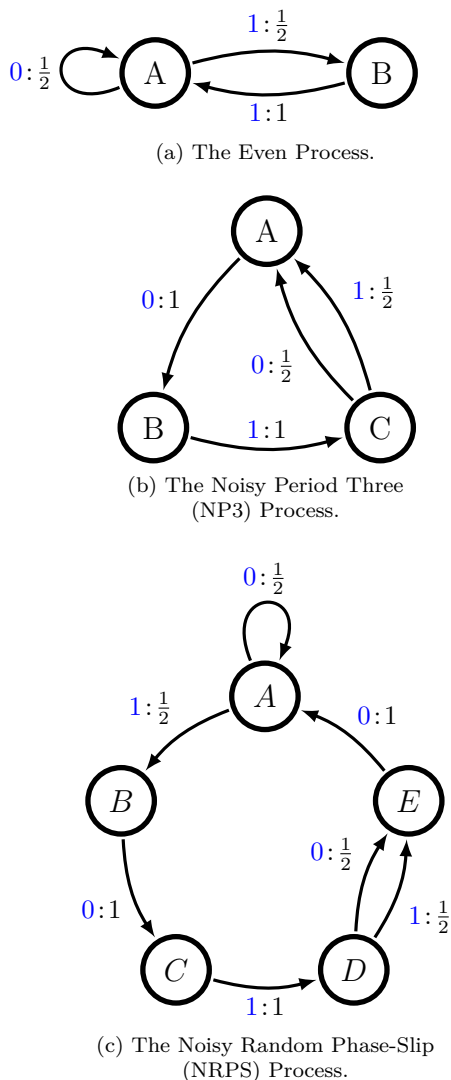 1:1/2
0:1/2
A
B
1:1
(a) The Even Process.
A
0:1
1:1/2
0:1/2
B
1:1
C
(b) The Noisy Period Three
(NP3) Process.
0:1/2
A
1:1/2
0:1
B
E
0:1/2
0:1
1:1/2
C
D
1:1
(c) The Noisy Random Phase-Slip
(NRPS) Process.